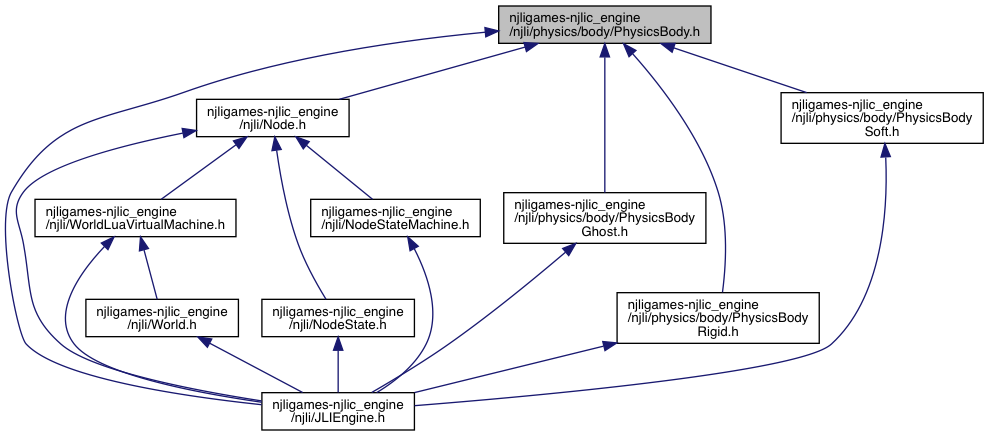 njligames-njlic_engine
/njli/physics/body/PhysicsBody.h
njligames-njlic_engine
/njli/Node.h
njligames-njlic_engine
/njli/physics/body/PhysicsBody
Soft.h
njligames-njlic_engine
/njli/WorldLuaVirtualMachine.h
njligames-njlic_engine
/njli/NodeStateMachine.h
njligames-njlic_engine
/njli/physics/body/PhysicsBody
Ghost.h
njligames-njlic_engine
/njli/World.h
njligames-njlic_engine
/njli/NodeState.h
njligames-njlic_engine
/njli/physics/body/PhysicsBody
Rigid.h
njligames-njlic_engine
/njli/JLIEngine.h